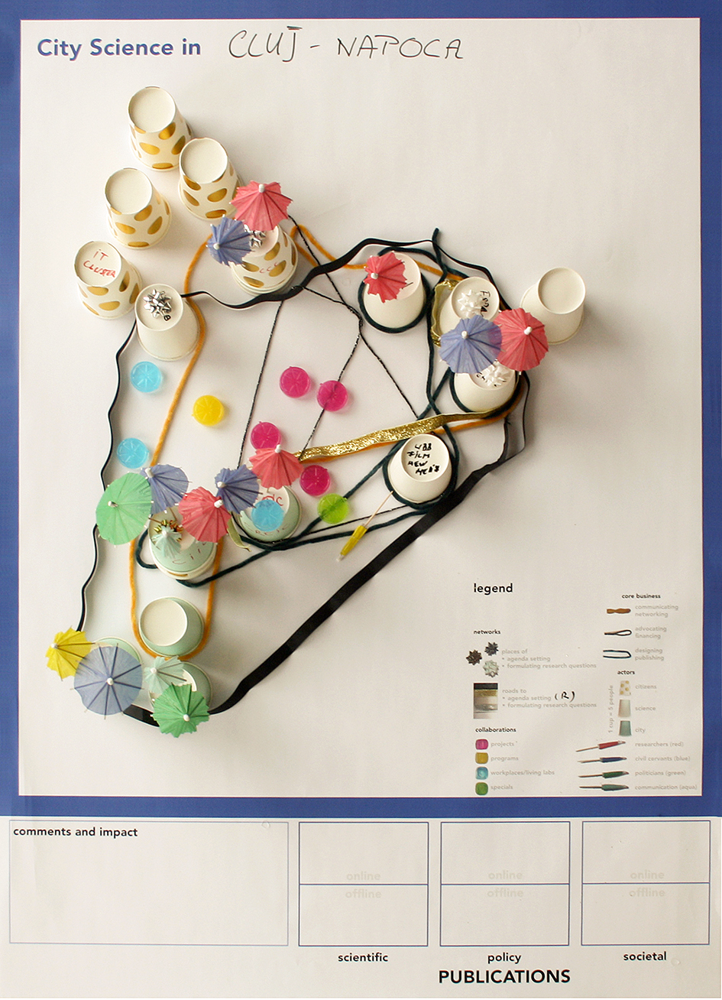 City Science in CLUJ - NAPOCA
IT
CLUSTER
UBB
FILM
NEW
legend
core business
communicating
networking
networks
places of
• agenda setting
• formulating research questions
advocating
financing
designing
publishing
actors
roads to
• agenda setting (R)
• formulating research questions
1 cup = 5 people
citizens
science
city
collaborations
projects
programs
workplaces/living labs
specials
researchers (red)
civil cervants (blue)
politicians (green)
communication (aqua)
comments and impact
online
offline
online
offline
online
offline
scientific
policy
societal
PUBLICATIONS